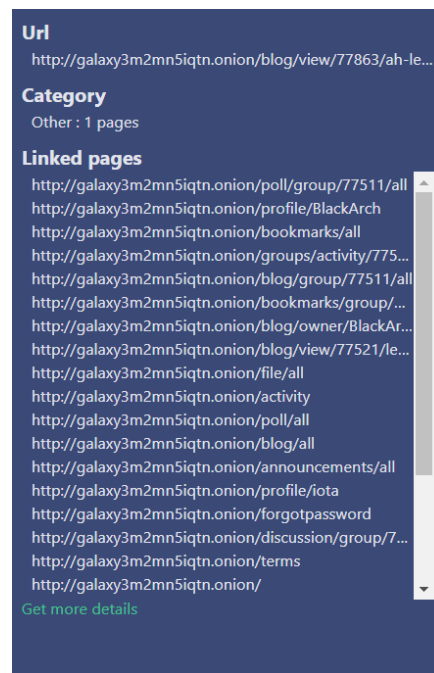 Url
http://galaxy3m2mn5iqtn.onion/blog/view/77863/ah-le...
Category
Other : 1 pages
Linked pages
http://galaxy3m2mn5iqtn.onion/poll/group/77511/all
http://galaxy3m2mn5iqtn.onion/profile/BlackArch
http://galaxy3m2mn5iqtn.onion/bookmarks/all
http://galaxy3m2mn5iqtn.onion/groups/activity/775...
http://galaxy3m2mn5iqtn.onion/blog/group/77511/all
http://galaxy3m2mn5iqtn.onion/bookmarks/group/...
http://galaxy3m2mn5iqtn.onion/blog/owner/BlackAr...
http://galaxy3m2mn5iqtn.onion/blog/view/77521/le...
http://galaxy3m2mn5iqtn.onion/file/all
http://galaxy3m2mn5iqtn.onion/activity
http://galaxy3m2mn5iqtn.onion/poll/all
http://galaxy3m2mn5iqtn.onion/blog/all
http://galaxy3m2mn5iqtn.onion/announcements/all
http://galaxy3m2mn5iqtn.onion/profile/iota
http://galaxy3m2mn5iqtn.onion/forgotpassword
http://galaxy3m2mn5iqtn.onion/discussion/group/7...
http://galaxy3m2mn5iqtn.onion/terms
http://galaxy3m2mn5iqtn.onion/
Get more details